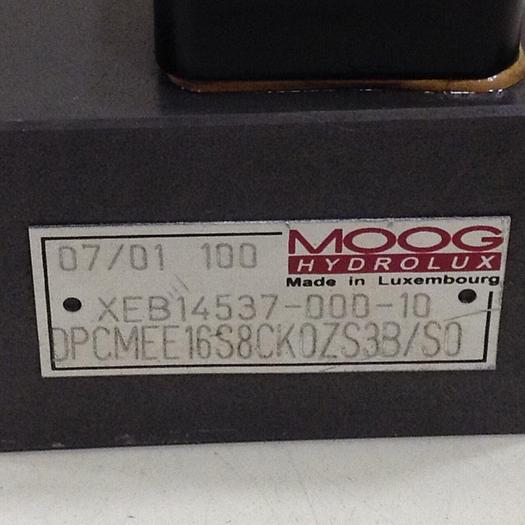 07/01 100
MOOG
HYDROLUX
Made in Luxembourg
XEB14537-000-10
DPCMEE16S8CK0ZS3B/S0